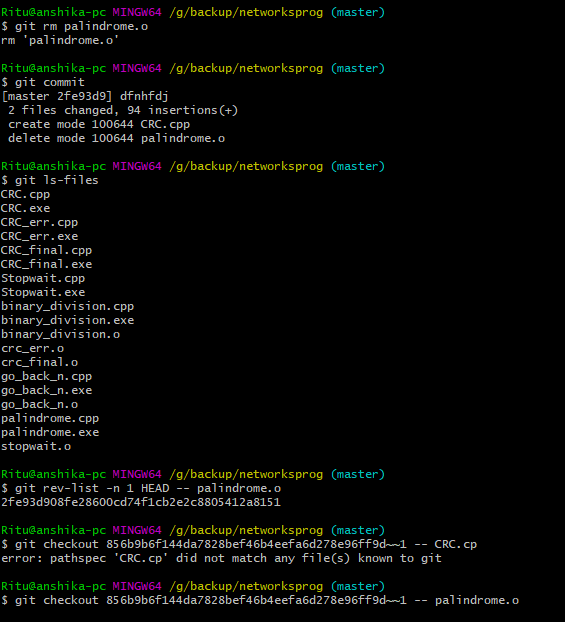 Ritu@anshika-pc MINGW64 /g/backup/networksprog (master)
$ git rm palindrome.o
rm 'palindrome.o'
Ritu@anshika-pc MINGW64 /g/backup/networksprog (master)
$ git commit
[master 2fe93d9] dfnhfdj
 2 files changed, 94 insertions(+)
 create mode 100644 CRC.cpp
 delete mode 100644 palindrome.o
Ritu@anshika-pc MINGW64 /g/backup/networksprog (master)
$ git ls-files
CRC.cpp
CRC.exe
CRC_err.cpp
CRC_err.exe
CRC_final.cpp
CRC_final.exe
Stopwait.cpp
Stopwait.exe
binary_division.cpp
binary_division.exe
binary_division.o
crc_err.o
crc_final.o
go_back_n.cpp
go_back_n.exe
go_back_n.o
palindrome.cpp
palindrome.exe
stopwait.o
Ritu@anshika-pc MINGW64 /g/backup/networksprog (master)
$ git rev-list -n 1 HEAD -- palindrome.o
2fe93d908fe28600cd74f1cb2e2c8805412a8151
Ritu@anshika-pc MINGW64 /g/backup/networksprog (master)
$ git checkout 856b9b6f144da7828bef46b4eefa6d278e96ff9d~~1 -- CRC.cp
error: pathspec 'CRC.cp' did not match any file(s) known to git
Ritu@anshika-pc MINGW64 /g/backup/networksprog (master)
$ git checkout 856b9b6f144da7828bef46b4eefa6d278e96ff9d~~1 -- palindrome.o